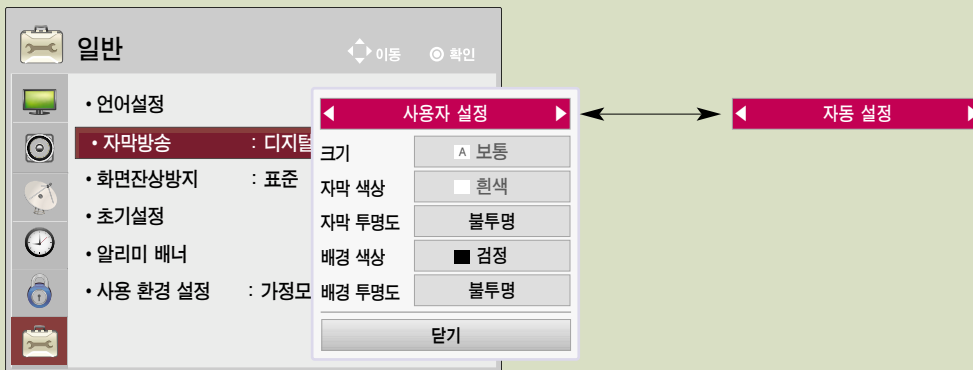 일반
이동 확인
• 언어설정
• 자막방송 : 디지털
• 화면잔상방지 : 표준
• 초기설정
• 알리미 배너
• 사용 환경 설정 : 가정모
사용자 설정
크기 A 보통
자막 색상 흰색
자막 투명도 불투명
배경 색상 검정
배경 투명도 불투명
닫기
자동 설정